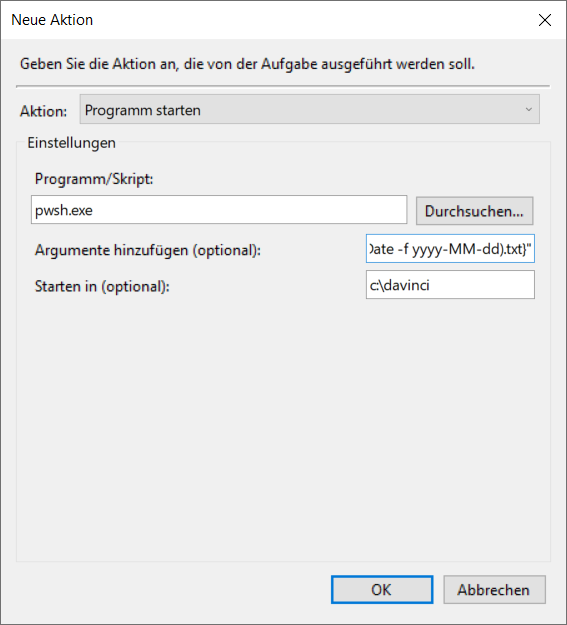 Neue Aktion
Geben Sie die Aktion an, die von der Aufgabe ausgeführt werden soll.
Aktion: Programm starten
Einstellungen
Programm/Skript:
pwsh.exe Durchsuchen...
Argumente hinzufügen (optional): Date -f yyyy-MM-dd).txt}"
Starten in (optional): c:\davinci
OK Abbrechen